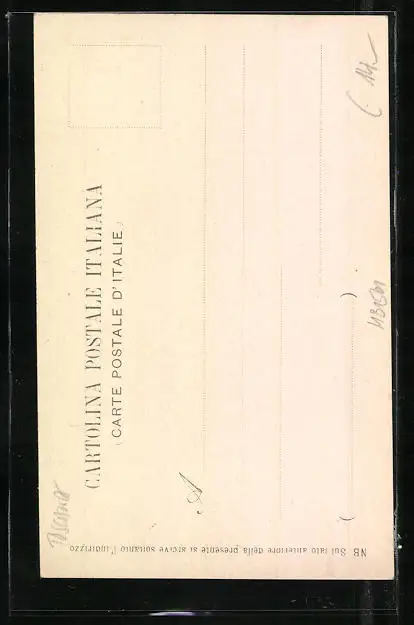 CARTOLINA POSTALE ITALIANA
(CARTE POSTALE D'ITALIE)
A
(                )
NB Sul lato anteriore della presente si scrive soltanto l'indirizzo